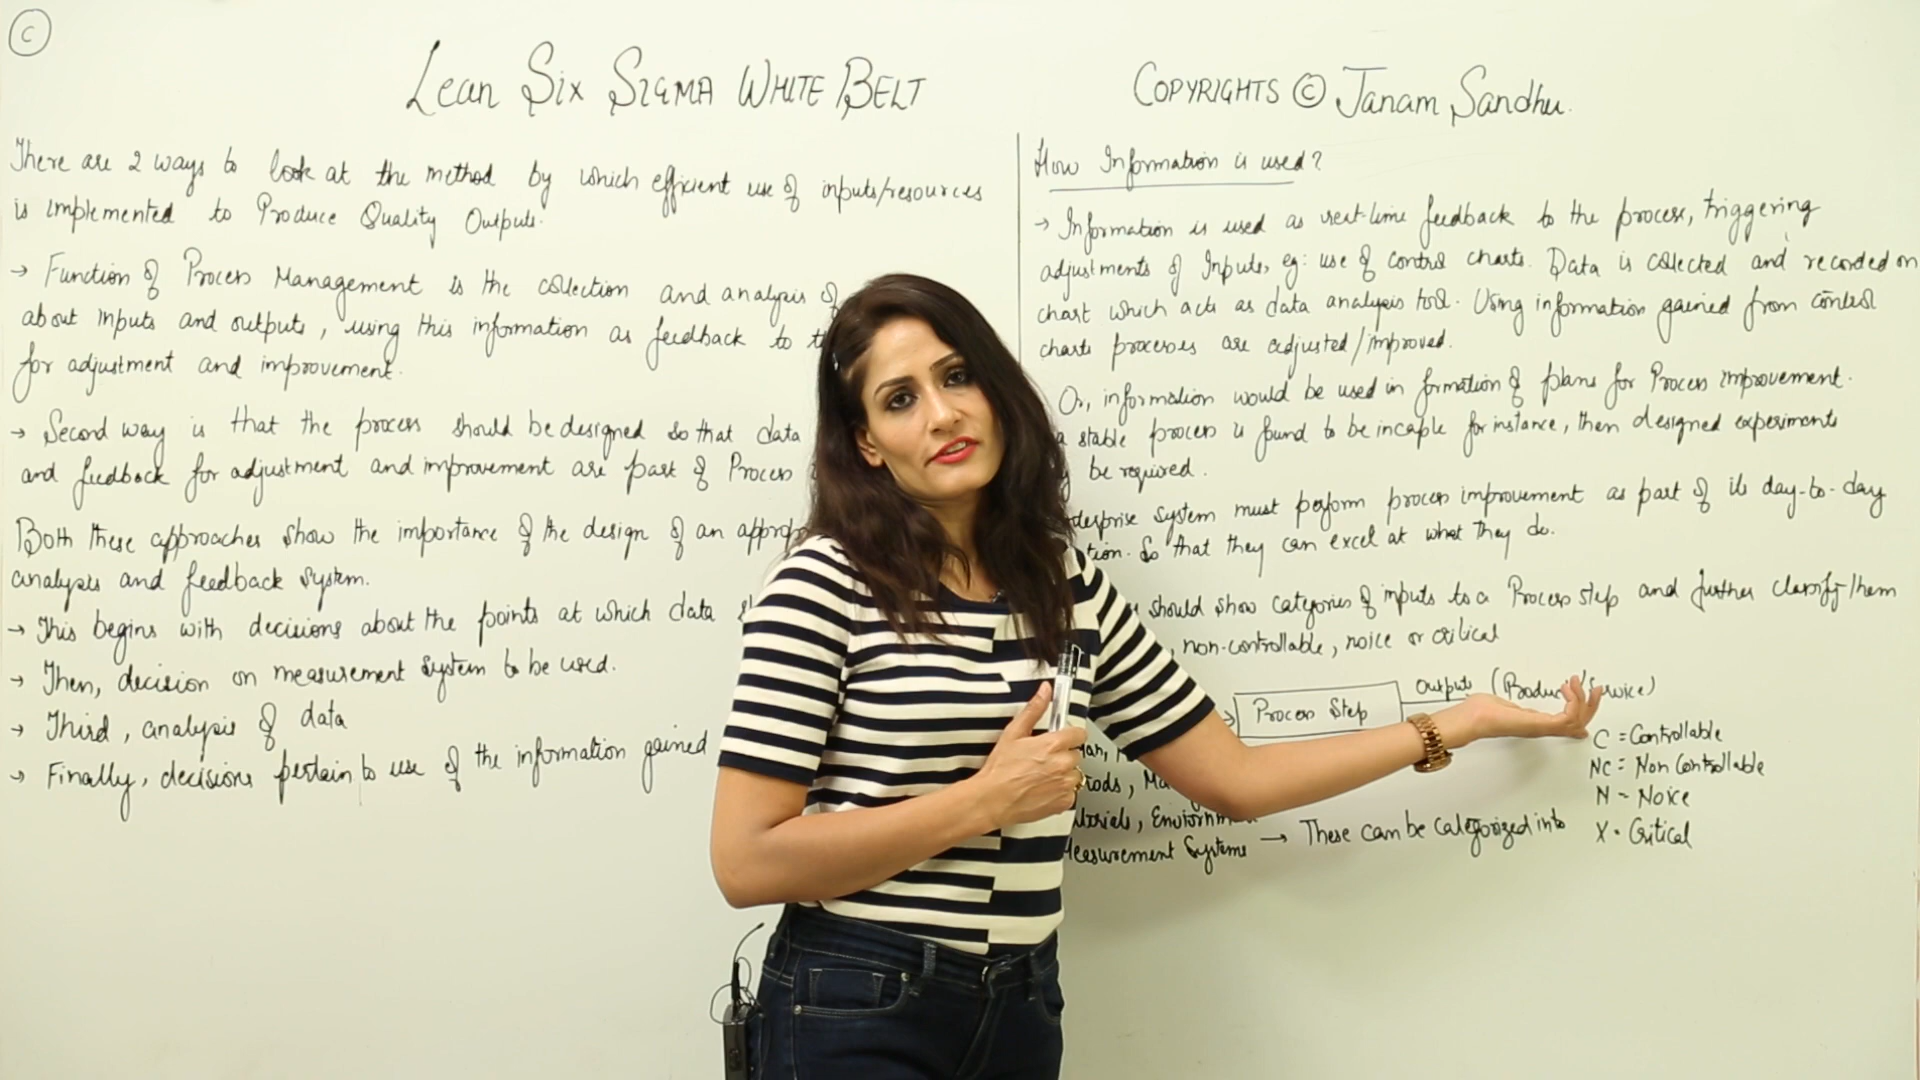 C
Lean Six Sigma White Belt
Copyrights © Janam Sandhu.
There are 2 ways to look at the method by which efficient use of inputs/resources
is implemented to Produce Quality Outputs.
→ Function of Process Management is the collection and analysis of
about inputs and outputs, using this information as feedback to
for adjustment and improvement.
→ Second way is that the process should be designed so that data
and feedback for adjustment and improvement are part of Process
Both these approaches show the importance of the design of an
analysis and feedback system.
→ This begins with decisions about the points at which data
→ Then, decision on measurement system to be used.
→ Third, analysis of data
→ Finally, decisions pertain to use of the information gained
How Information is used?
→ Information is used as real-time feedback to the process, triggering
adjustments of Inputs, eg: use of control charts. Data is collected and recorded on
chart which acts as data analysis tool. Using information gained from control
charts processes are adjusted/improved.
Or, information would be used in formation of plans for Process improvement.
a stable process is found to be incaple for instance, then designed experiments
be required.
system must perform process improvement as part of its day-to-day
So that they can excel at what they do.
should show categories of inputs to a Process step and further classify them
non-controllable, noice or critical
Process Step
Outputs (Product/Service)
C = Controllable
NC = Non Controllable
N - Noice
X - Critical
Measurement Systems → These can be categorized into